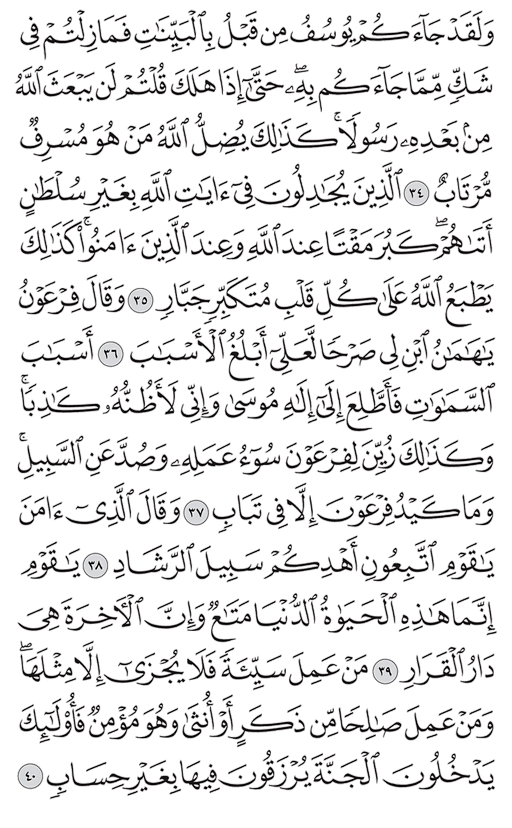 وَلَقَدْ جَآءَكُمْ يُوسُفُ مِن قَبْلُ بِٱلْبَيِّنَٰتِ فَمَا زِلْتُمْ فِى
شَكٍّ مِّمَّا جَآءَكُم بِهِۦۖ حَتَّىٰٓ إِذَا هَلَكَ قُلْتُمْ لَن يَبْعَثَ ٱللَّهُ
مِنۢ بَعْدِهِۦ رَسُولًاۚ كَذَٰلِكَ يُضِلُّ ٱللَّهُ مَنْ هُوَ مُسْرِفٌ
مُّرْتَابٌ ٣٤ ٱلَّذِينَ يُجَٰدِلُونَ فِىٓ ءَايَٰتِ ٱللَّهِ بِغَيْرِ سُلْطَٰنٍ
أَتَىٰهُمْۖ كَبُرَ مَقْتًا عِندَ ٱللَّهِ وَعِندَ ٱلَّذِينَ ءَامَنُوا۟ۚ كَذَٰلِكَ
يَطْبَعُ ٱللَّهُ عَلَىٰ كُلِّ قَلْبِ مُتَكَبِّرٍ جَبَّارٍ ٣٥ وَقَالَ فِرْعَوْنُ
يَٰهَٰمَٰنُ ٱبْنِ لِى صَرْحًا لَّعَلِّىٓ أَبْلُغُ ٱلْأَسْبَٰبَ ٣٦ أَسْبَٰبَ
ٱلسَّمَٰوَٰتِ فَأَطَّلِعَ إِلَىٰٓ إِلَٰهِ مُوسَىٰ وَإِنِّى لَأَظُنُّهُۥ كَٰذِبًاۚ
وَكَذَٰلِكَ زُيِّنَ لِفِرْعَوْنَ سُوٓءُ عَمَلِهِۦ وَصُدَّ عَنِ ٱلسَّبِيلِۚ
وَمَا كَيْدُ فِرْعَوْنَ إِلَّا فِى تَبَابٍ ٣٧ وَقَالَ ٱلَّذِىٓ ءَامَنَ
يَٰقَوْمِ ٱتَّبِعُونِ أَهْدِكُمْ سَبِيلَ ٱلرَّشَادِ ٣٨ يَٰقَوْمِ
إِنَّمَا هَٰذِهِ ٱلْحَيَوٰةُ ٱلدُّنْيَا مَتَٰعٌ وَإِنَّ ٱلْءَاخِرَةَ هِىَ
دَارُ ٱلْقَرَارِ ٣٩ مَنْ عَمِلَ سَيِّئَةً فَلَا يُجْزَىٰٓ إِلَّا مِثْلَهَاۖ
وَمَنْ عَمِلَ صَٰلِحًا مِّن ذَكَرٍ أَوْ أُنثَىٰ وَهُوَ مُؤْمِنٌ فَأُو۟لَٰٓئِكَ
يَدْخُلُونَ ٱلْجَنَّةَ يُرْزَقُونَ فِيهَا بِغَيْرِ حِسَابٍ ٤٠